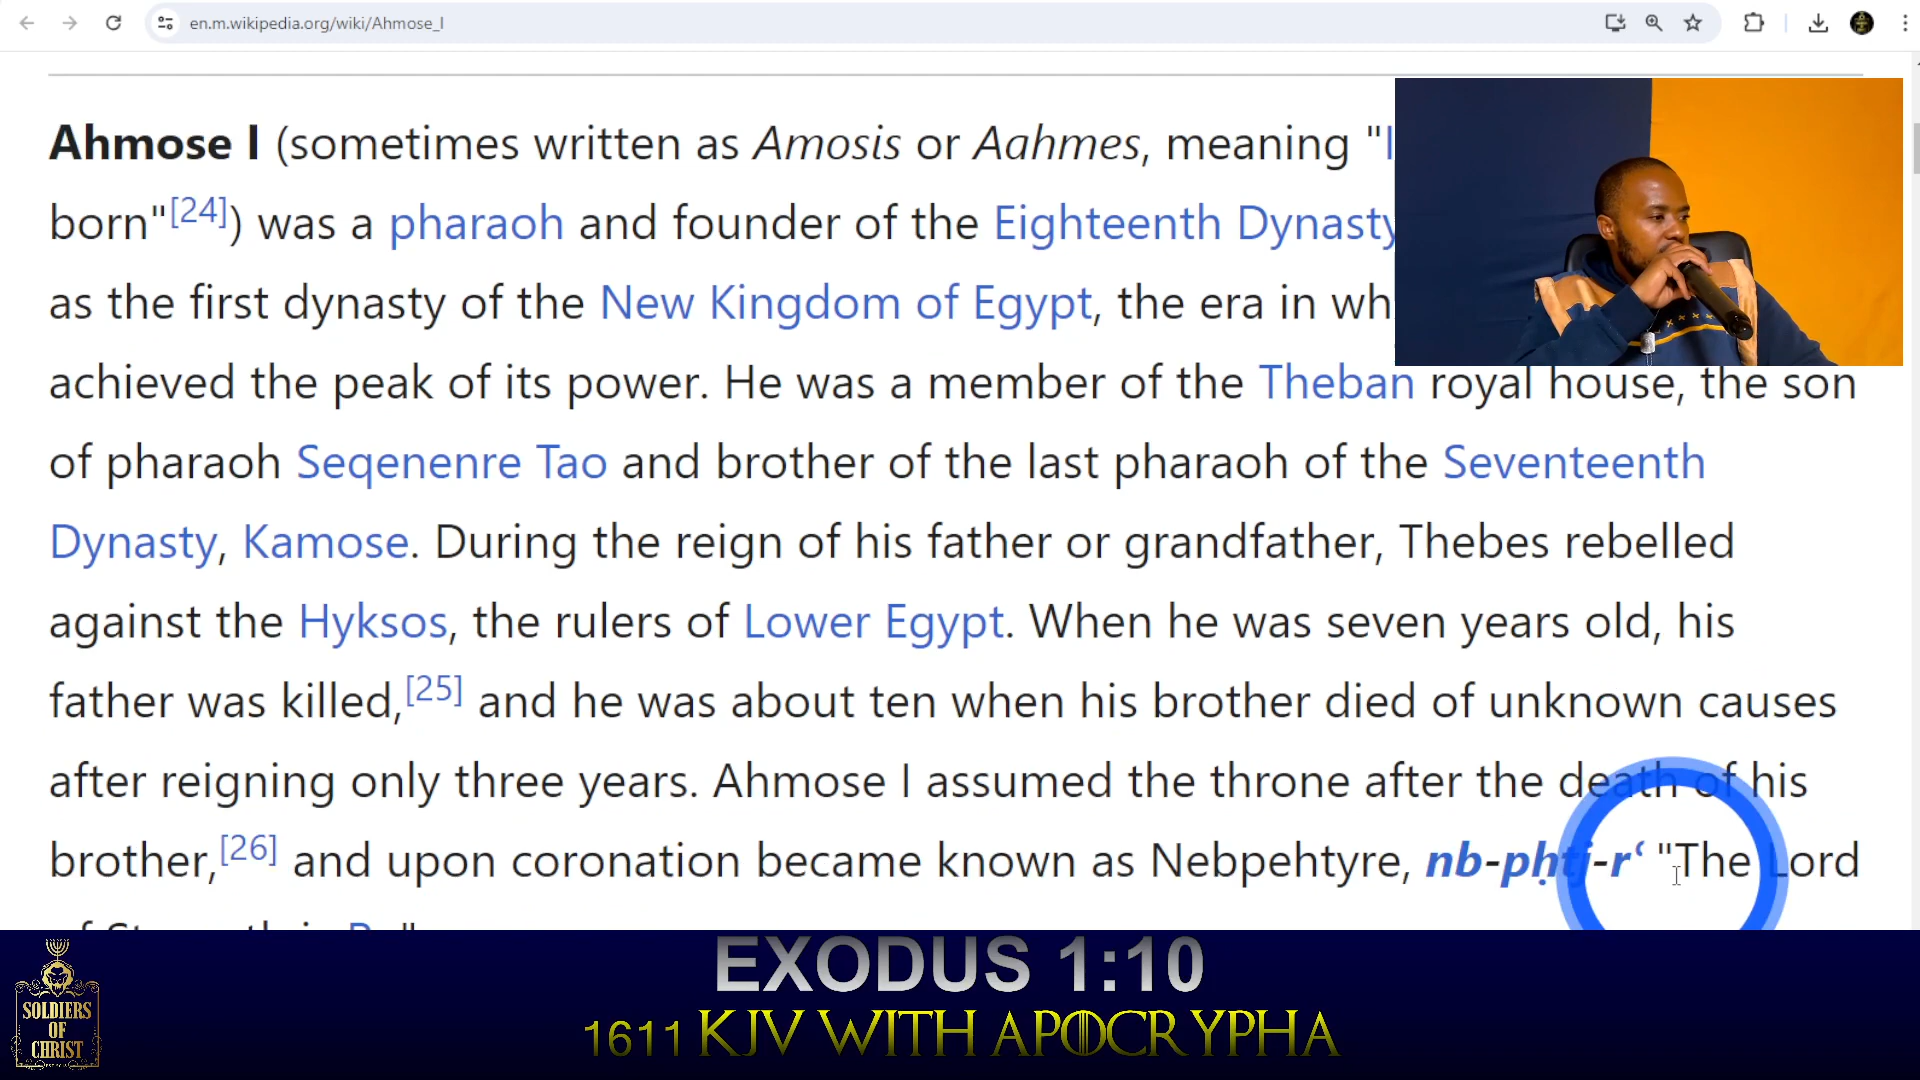 en.m.wikipedia.org/wiki/Ahmose_I
Ahmose I (sometimes written as Amosis or Aahmes, meaning "I
born"[24]) was a pharaoh and founder of the Eighteenth Dynasty
as the first dynasty of the New Kingdom of Egypt, the era in wh
achieved the peak of its power. He was a member of the Theban royal house, the son
of pharaoh Seqenenre Tao and brother of the last pharaoh of the Seventeenth
Dynasty, Kamose. During the reign of his father or grandfather, Thebes rebelled
against the Hyksos, the rulers of Lower Egypt. When he was seven years old, his
father was killed,[25] and he was about ten when his brother died of unknown causes
after reigning only three years. Ahmose I assumed the throne after the death of his
brother,[26] and upon coronation became known as Nebpehtyre, nb-pḥtj-rꜥ "The Lord
EXODUS 1:10
1611 KJV WITH APOCRYPHA
SOLDIERS
OF
CHRIST